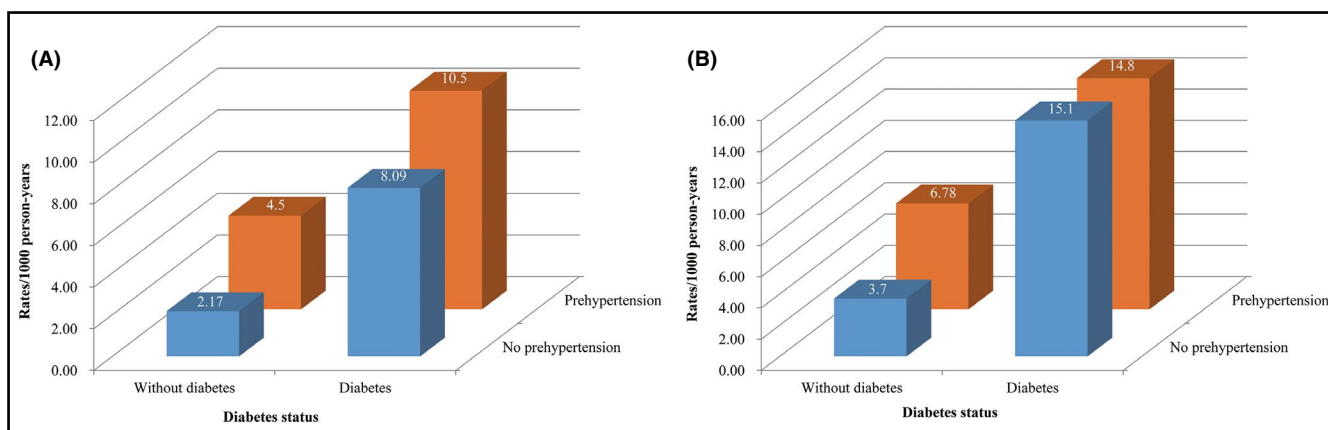 (A)
Rates/1000 person-years
12.00
10.00
8.00
6.00
4.00
2.00
0.00
10.5
4.5
8.09
2.17
Prehypertension
No prehypertension
Without diabetes
Diabetes
Diabetes status
(B)
Rates/1000 person-years
16.00
14.00
12.00
10.00
8.00
6.00
4.00
2.00
0.00
14.8
15.1
6.78
3.7
Prehypertension
No prehypertension
Without diabetes
Diabetes
Diabetes status